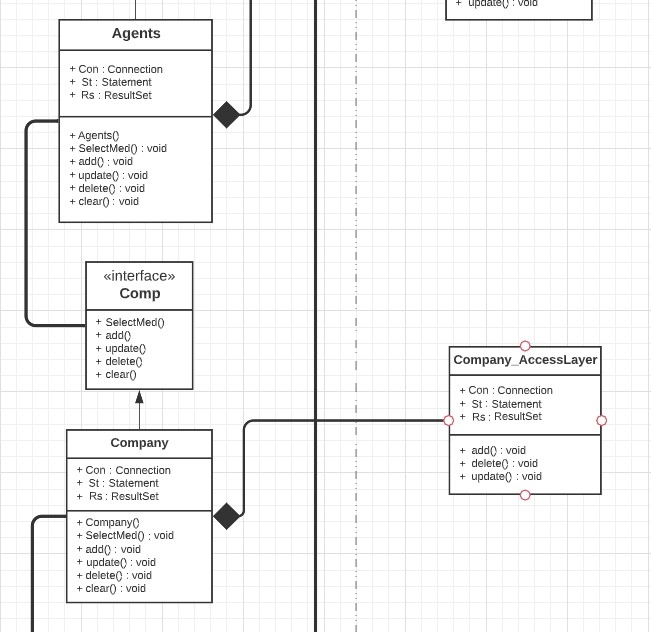 + update() : void
Agents
+ Con : Connection
+ St : Statement
+ Rs : ResultSet
+ Agents()
+ SelectMed() : void
+ add() : void
+ update() : void
+ delete() : void
+ clear() : void
«interface»
Comp
+ SelectMed()
+ add()
+ update()
+ delete()
+ clear()
Company_AccessLayer
+ Con : Connection
+ St : Statement
+ Rs : ResultSet
+ add() : void
+ delete() : void
+ update() : void
Company
+ Con : Connection
+ St : Statement
+ Rs : ResultSet
+ Company()
+ SelectMed() : void
+ add() : void
+ update() : void
+ delete() : void
+ clear() : void